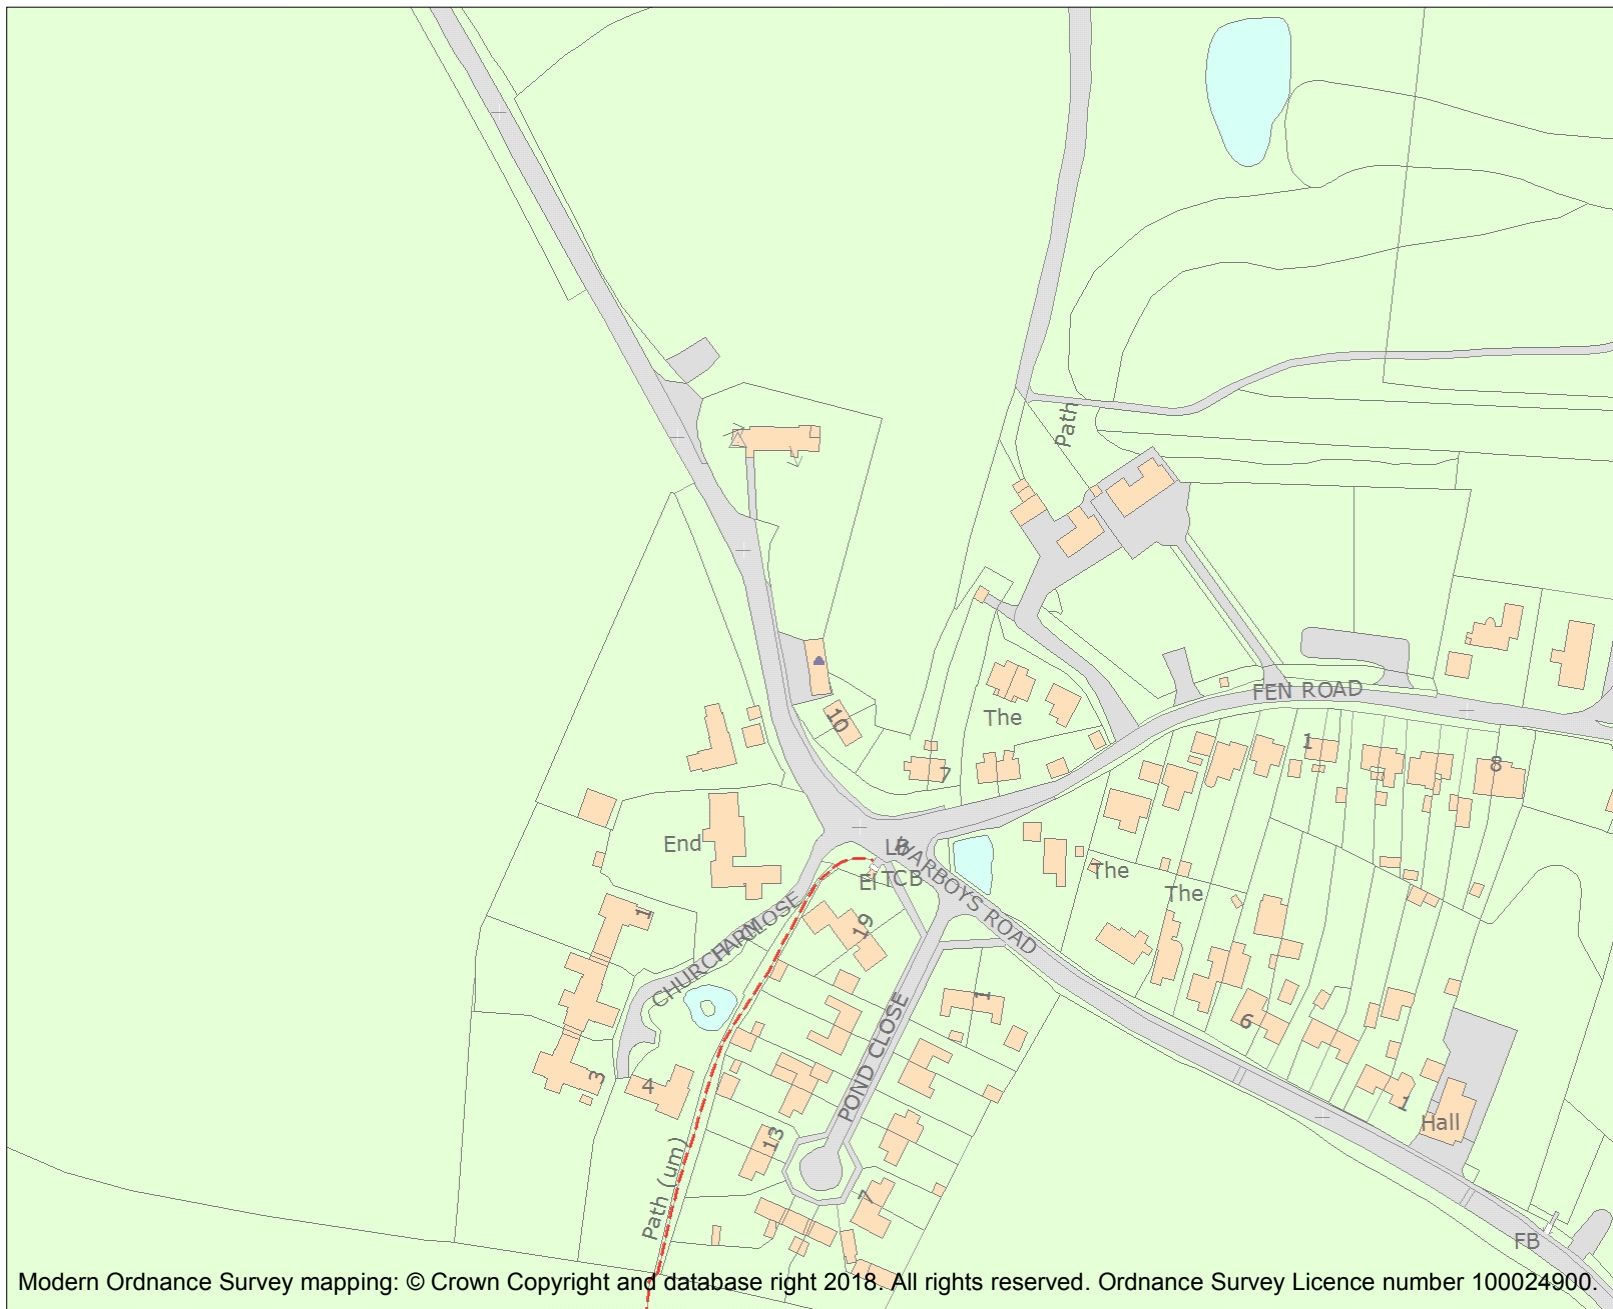 Path
FEN ROAD
10
The
7
1
8
End
LB
WARBOYS ROAD
El TCB
The
The
19
1
CHURCH CLOSE
FARM
1
POND CLOSE
6
3
4
1
Hall
13
Path (um)
7
FB
Modern Ordnance Survey mapping: © Crown Copyright and database right 2018. All rights reserved. Ordnance Survey Licence number 100024900.